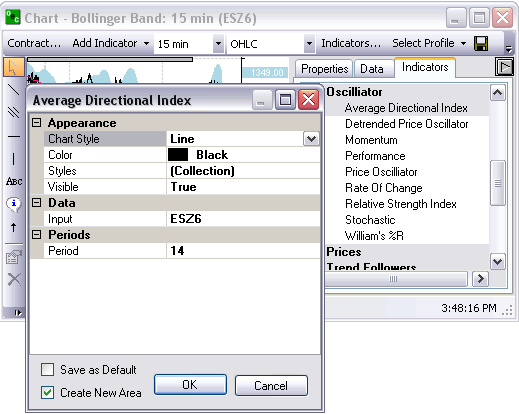 Chart - Bollinger Band: 15 min (ESZ6)
Contract... Add Indicator 15 min OHLC Indicators... Select Profile
1349.00
Properties Data Indicators
Oscilliator
Average Directional Index
Detrended Price Oscillator
Momentum
Performance
Price Oscillator
Rate Of Change
Relative Strength Index
Stochastic
William's %R
Prices
Trend Followers
ABC
3:48:16 PM
Average Directional Index
Appearance
Chart Style Line
Color Black
Styles (Collection)
Visible True
Data
Input ESZ6
Periods
Period 14
Save as Default
Create New Area
OK Cancel